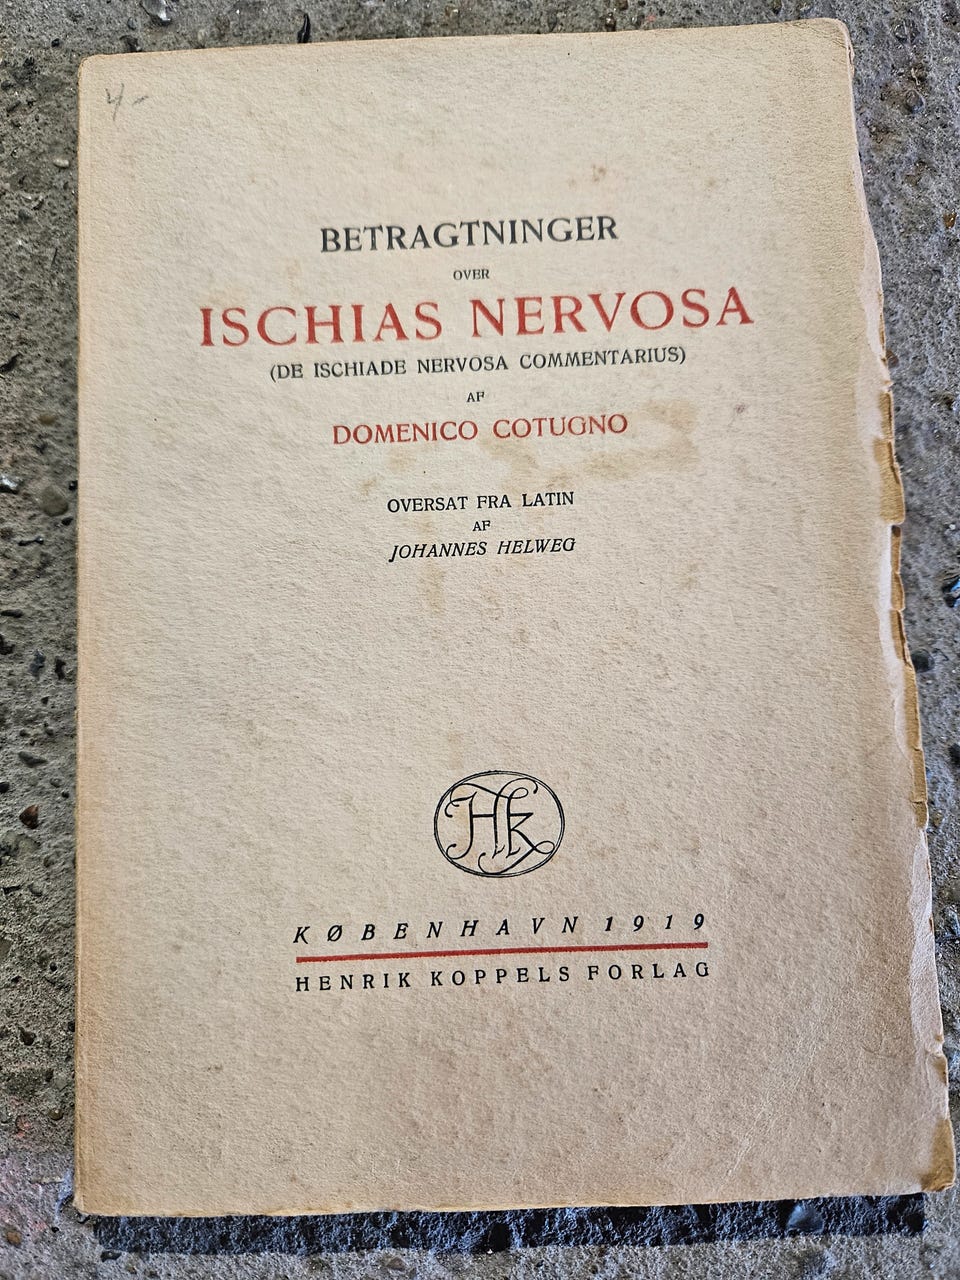 4-
BETRAGTNINGER
OVER
ISCHIAS NERVOSA
(DE ISCHIADE NERVOSA COMMENTARIUS)
AF
DOMENICO COTUGNO
OVERSAT FRA LATIN
AF
JOHANNES HELWEG
HK
KØBENHAVN 1919
HENRIK KOPPELS FORLAG